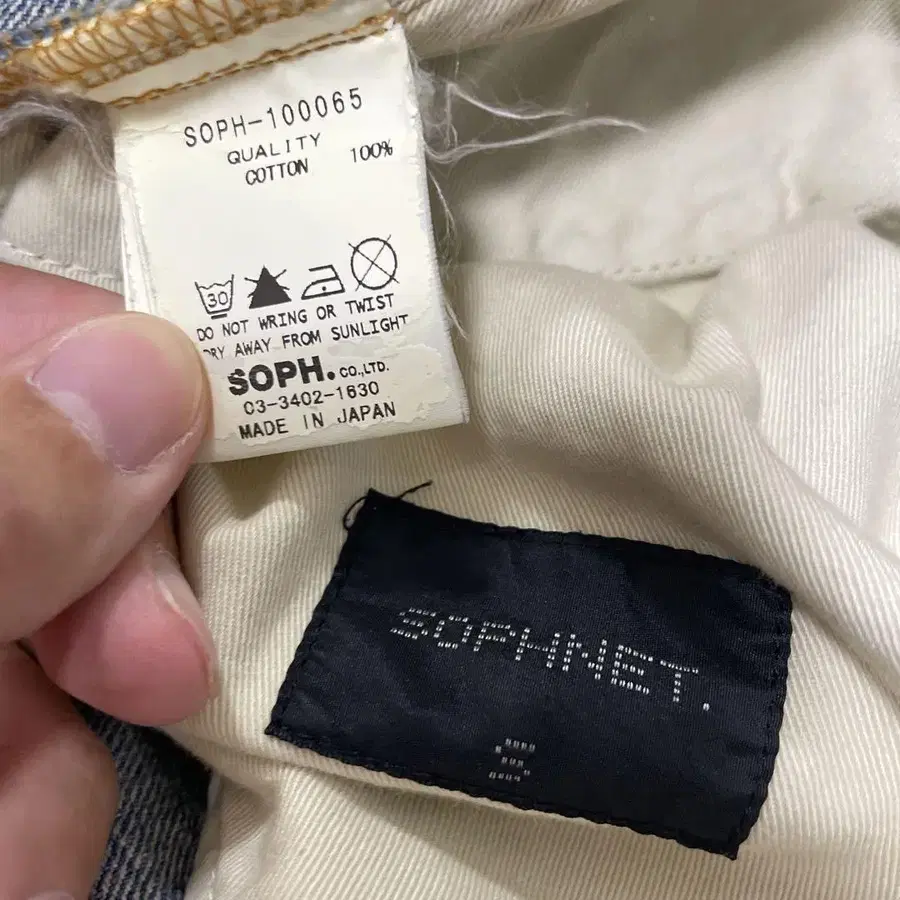 SOPH-100065
QUALITY
COTTON 100%
30
DO NOT WRING OR TWIST
DRY AWAY FROM SUNLIGHT
SOPH. CO.,LTD.
03-3402-1630
MADE IN JAPAN
SOPHNET.
S